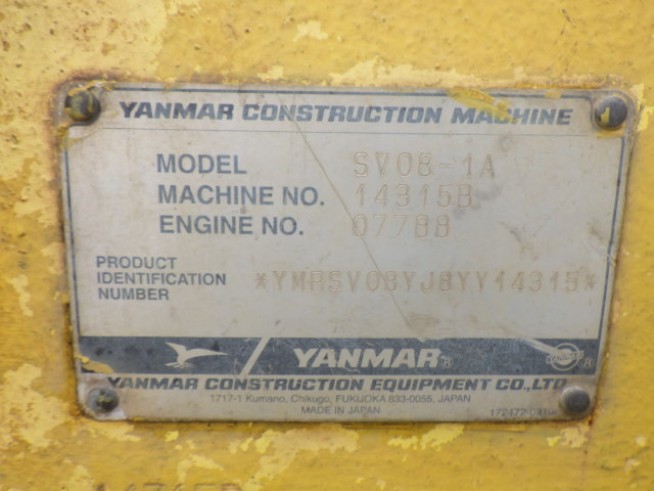 YANMAR CONSTRUCTION MACHINE
MODEL SV08-1A
MACHINE NO. 14315B
ENGINE NO. 07788
PRODUCT
IDENTIFICATION
NUMBER
*YMRSV08YJ8YY14315*
YANMAR
YANMAR CONSTRUCTION EQUIPMENT CO.,LTD
1717-1 Kumano, Chikugo, FUKUOKA 833-0055, JAPAN
MADE IN JAPAN